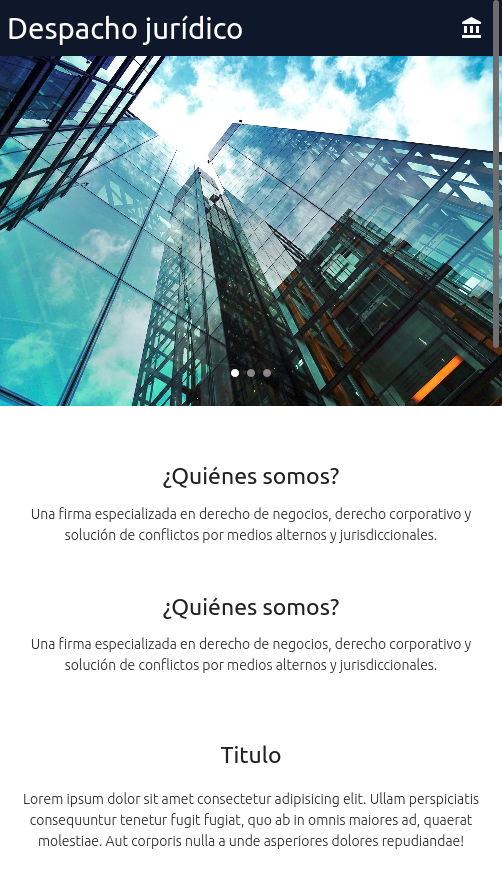 Despacho jurídico
¿Quiénes somos?
Una firma especializada en derecho de negocios, derecho corporativo y
solución de conflictos por medios alternos y jurisdiccionales.
¿Quiénes somos?
Una firma especializada en derecho de negocios, derecho corporativo y
solución de conflictos por medios alternos y jurisdiccionales.
Titulo
Lorem ipsum dolor sit amet consectetur adipisicing elit. Ullam perspiciatis
consequuntur tenetur fugit fugiat, quo ab in omnis maiores ad, quaerat
molestiae. Aut corporis nulla a unde asperiores dolores repudiandae!